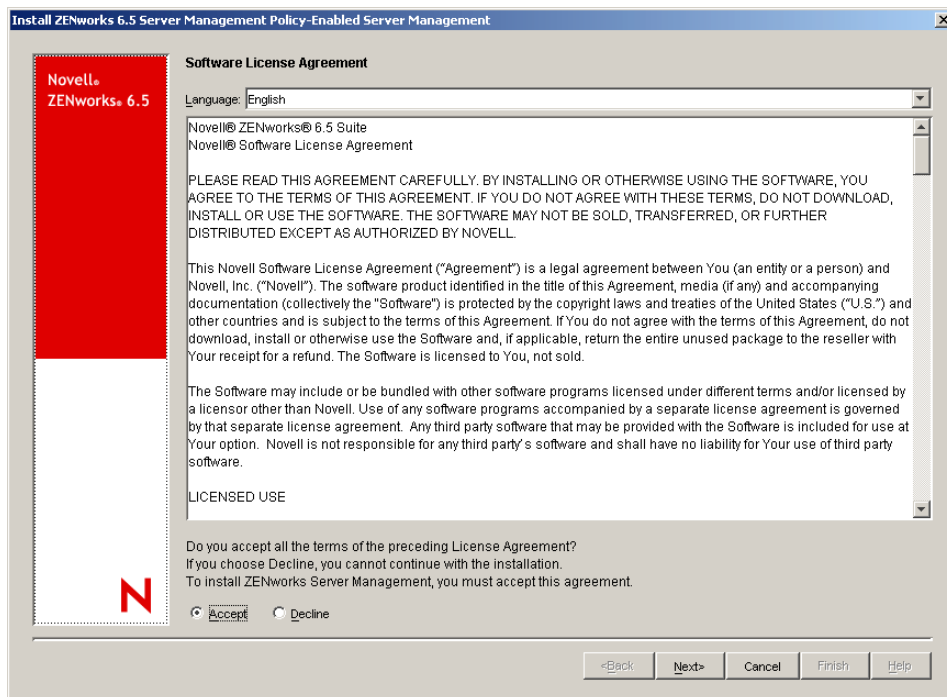 Install ZENworks 6.5 Server Management Policy-Enabled Server Management
Novell®
ZENworks® 6.5
Software License Agreement
Language: English
Novell® ZENworks® 6.5 Suite
Novell® Software License Agreement
PLEASE READ THIS AGREEMENT CAREFULLY. BY INSTALLING OR OTHERWISE USING THE SOFTWARE, YOU
AGREE TO THE TERMS OF THIS AGREEMENT. IF YOU DO NOT AGREE WITH THESE TERMS, DO NOT DOWNLOAD,
INSTALL OR USE THE SOFTWARE. THE SOFTWARE MAY NOT BE SOLD, TRANSFERRED, OR FURTHER
DISTRIBUTED EXCEPT AS AUTHORIZED BY NOVELL.
This Novell Software License Agreement (“Agreement”) is a legal agreement between You (an entity or a person) and
Novell, Inc. (“Novell”). The software product identified in the title of this Agreement, media (if any) and accompanying
documentation (collectively the "Software") is protected by the copyright laws and treaties of the United States (“U.S.”) and
other countries and is subject to the terms of this Agreement. If You do not agree with the terms of this Agreement, do not
download, install or otherwise use the Software and, if applicable, return the entire unused package to the reseller with
Your receipt for a refund. The Software is licensed to You, not sold.
The Software may include or be bundled with other software programs licensed under different terms and/or licensed by
a licensor other than Novell. Use of any software programs accompanied by a separate license agreement is governed
by that separate license agreement. Any third party software that may be provided with the Software is included for use at
Your option. Novell is not responsible for any third party's software and shall have no liability for Your use of third party
software.
LICENSED USE
Do you accept all the terms of the preceding License Agreement?
If you choose Decline, you cannot continue with the installation.
To install ZENworks Server Management, you must accept this agreement.
N
Accept Decline
<Back Next> Cancel Finish Help